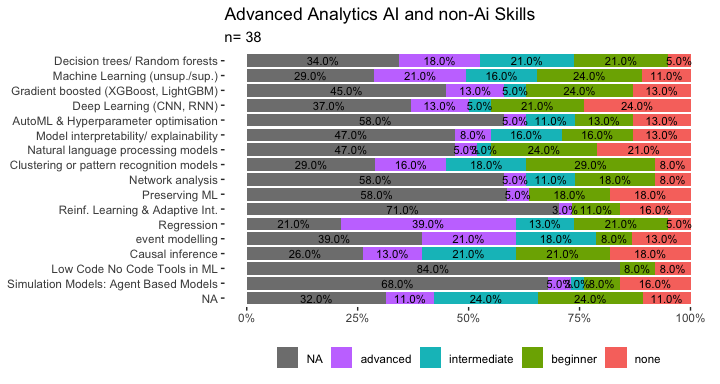 Advanced Analytics AI and non-Ai Skills
n= 38
Decision trees/ Random forests 34.0% 18.0% 21.0% 21.0% 5.0%
Machine Learning (unsup./sup.) 29.0% 21.0% 16.0% 24.0% 11.0%
Gradient boosted (XGBoost, LightGBM) 45.0% 13.0% 5.0% 24.0% 13.0%
Deep Learning (CNN, RNN) 37.0% 13.0% 5.0% 21.0% 24.0%
AutoML & Hyperparameter optimisation 58.0% 5.0% 11.0% 13.0% 13.0%
Model interpretability/ explainability 47.0% 8.0% 16.0% 16.0% 13.0%
Natural language processing models 47.0% 5.0% 24.0% 21.0%
Clustering or pattern recognition models 29.0% 16.0% 18.0% 29.0% 8.0%
Network analysis 58.0% 5.0% 11.0% 18.0% 8.0%
Preserving ML 58.0% 5.0% 18.0% 18.0%
Reinf. Learning & Adaptive Int. 71.0% 3.0% 11.0% 16.0%
Regression 21.0% 39.0% 13.0% 21.0% 5.0%
event modelling 39.0% 21.0% 18.0% 8.0% 13.0%
Causal inference 26.0% 13.0% 21.0% 21.0% 18.0%
Low Code No Code Tools in ML 84.0% 8.0% 8.0%
Simulation Models: Agent Based Models 68.0% 5.0% 8.0% 16.0%
NA 32.0% 11.0% 24.0% 24.0% 11.0%
0% 25% 50% 75% 100%
NA advanced intermediate beginner none